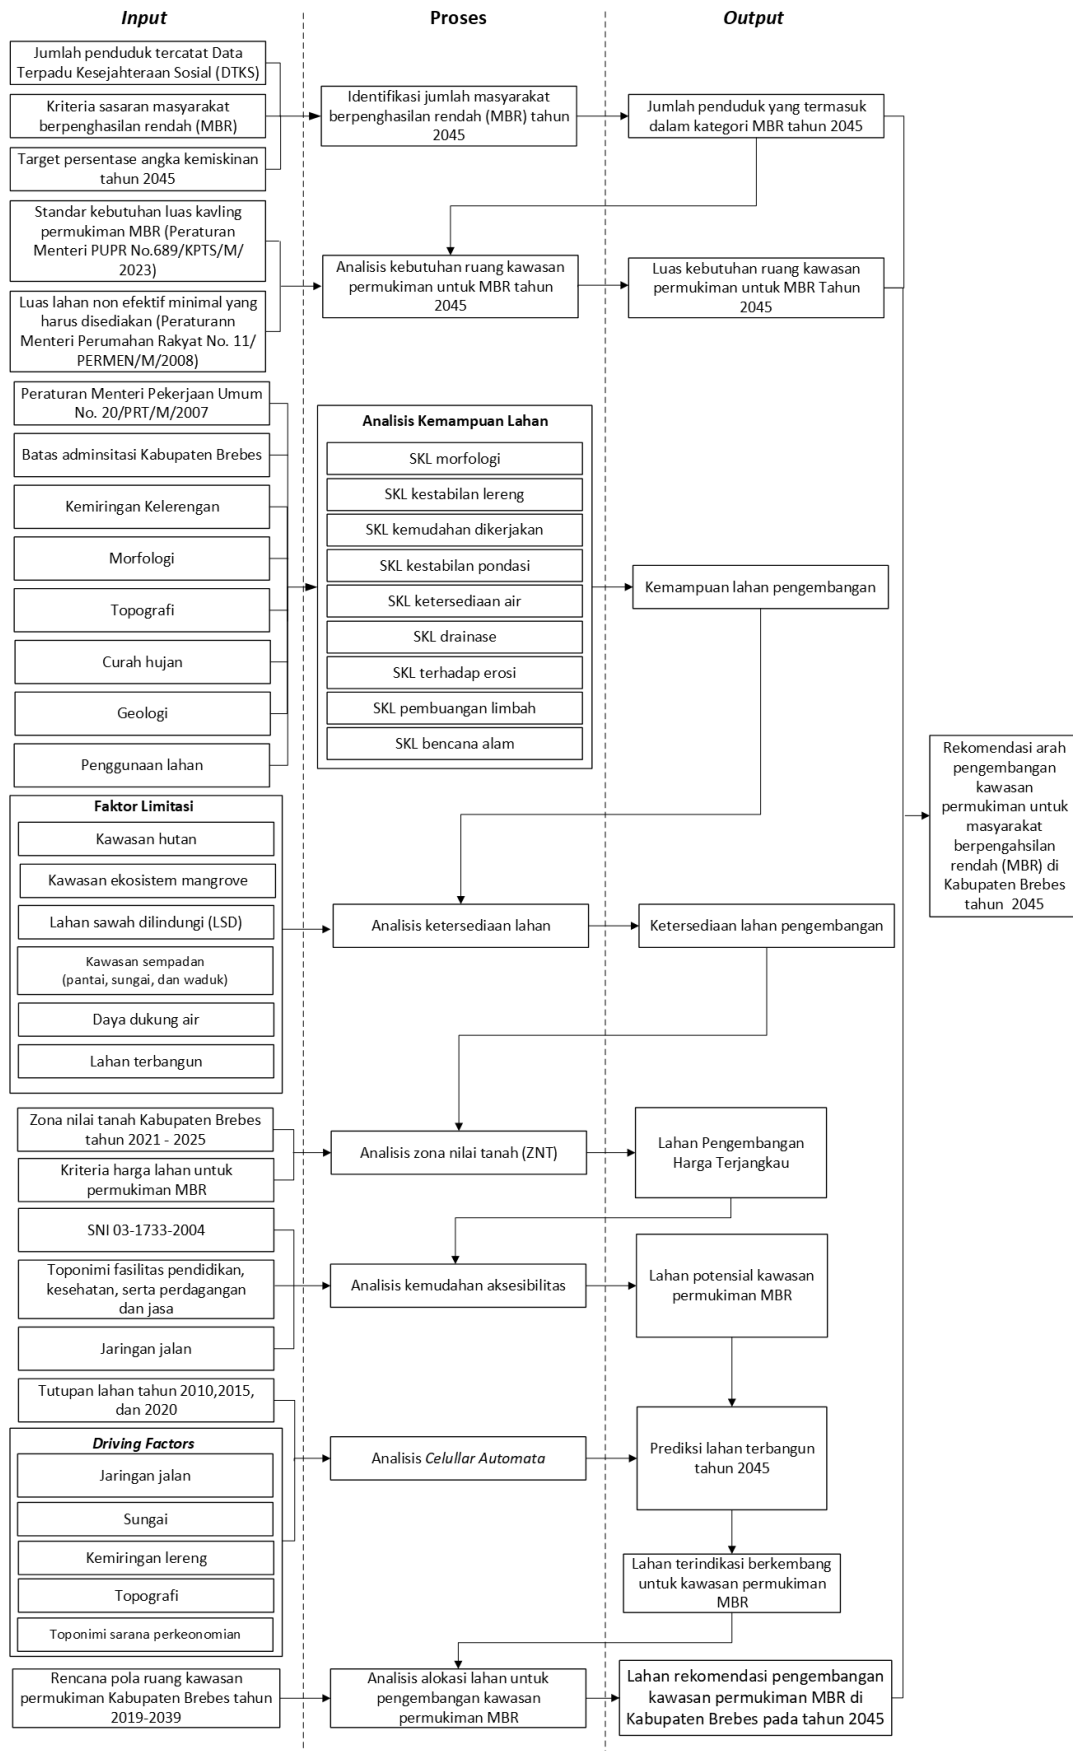 Input
Proses
Output
Jumlah penduduk tercatat Data
Terpadu Kesejahteraan Sosial (DTKS)
Kriteria sasaran masyarakat
berpenghasilan rendah (MBR)
Target persentase angka kemiskinan
tahun 2045
Identifikasi jumlah masyarakat
berpenghasilan rendah (MBR) tahun
2045
Jumlah penduduk yang termasuk
dalam kategori MBR tahun 2045
Standar kebutuhan luas kavling
permukiman MBR (Peraturan
Menteri PUPR No.689/KPTS/M/
2023)
Luas lahan non efektif minimal yang
harus disediakan (Peraturann
Menteri Perumahan Rakyat No. 11/
PERMEN/M/2008)
Analisis kebutuhan ruang kawasan
permukiman untuk MBR tahun
2045
Luas kebutuhan ruang kawasan
permukiman untuk MBR Tahun
2045
Peraturan Menteri Pekerjaan Umum
No. 20/PRT/M/2007
Batas adminsitasi Kabupaten Brebes
Kemiringan Kelerengan
Morfologi
Topografi
Curah hujan
Geologi
Penggunaan lahan
Analisis Kemampuan Lahan
SKL morfologi
SKL kestabilan lereng
SKL kemudahan dikerjakan
SKL kestabilan pondasi
SKL ketersediaan air
SKL drainase
SKL terhadap erosi
SKL pembuangan limbah
SKL bencana alam
Kemampuan lahan pengembangan
Rekomendasi arah
pengembangan
kawasan
permukiman untuk
masyarakat
berpengahsilan
rendah (MBR) di
Kabupaten Brebes
tahun 2045
Faktor Limitasi
Kawasan hutan
Kawasan ekosistem mangrove
Lahan sawah dilindungi (LSD)
Kawasan sempadan
(pantai, sungai, dan waduk)
Daya dukung air
Lahan terbangun
Analisis ketersediaan lahan
Ketersediaan lahan pengembangan
Zona nilai tanah Kabupaten Brebes
tahun 2021 - 2025
Kriteria harga lahan untuk
permukiman MBR
Analisis zona nilai tanah (ZNT)
Lahan Pengembangan
Harga Terjangkau
SNI 03-1733-2004
Toponimi fasilitas pendidikan,
kesehatan, serta perdagangan
dan jasa
Jaringan jalan
Analisis kemudahan aksesibilitas
Lahan potensial kawasan
permukiman MBR
Tutupan lahan tahun 2010,2015,
dan 2020
Driving Factors
Jaringan jalan
Sungai
Kemiringan lereng
Topografi
Toponimi sarana perkeonomian
Analisis Celullar Automata
Prediksi lahan terbangun
tahun 2045
Lahan terindikasi berkembang
untuk kawasan permukiman
MBR
Rencana pola ruang kawasan
permukiman Kabupaten Brebes tahun
2019-2039
Analisis alokasi lahan untuk
pengembangan kawasan
permukiman MBR
Lahan rekomendasi pengembangan
kawasan permukiman MBR di
Kabupaten Brebes pada tahun 2045